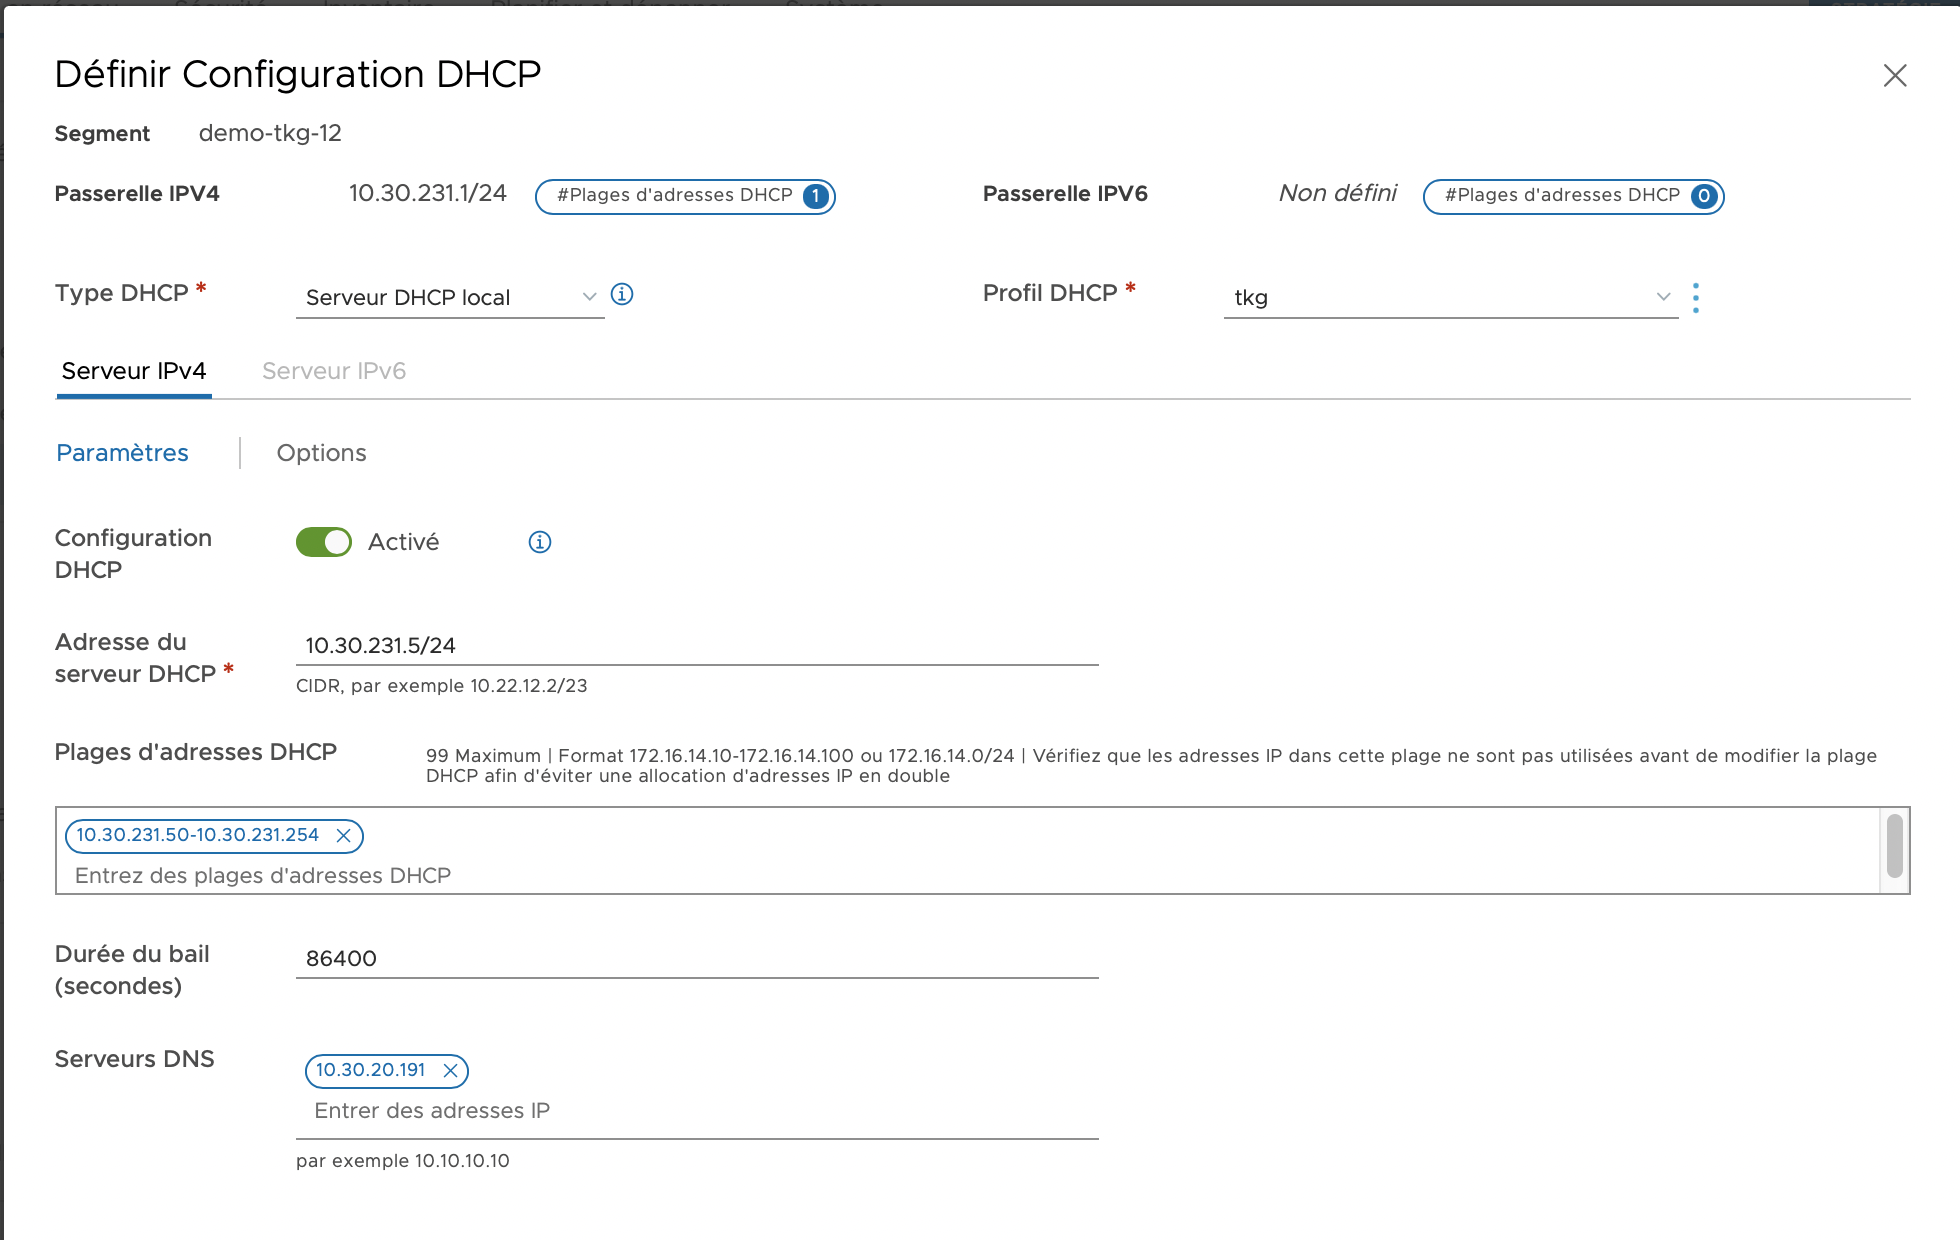 Définir Configuration DHCP
Segment demo-tkg-12
Passerelle IPV4 10.30.231.1/24 #Plages d'adresses DHCP 1 Passerelle IPV6 Non défini #Plages d'adresses DHCP 0
Type DHCP * Serveur DHCP local Profil DHCP * tkg
Serveur IPv4 Serveur IPv6
Paramètres Options
Configuration
DHCP
Activé
Adresse du
serveur DHCP *
10.30.231.5/24
CIDR, par exemple 10.22.12.2/23
Plages d'adresses DHCP
99 Maximum | Format 172.16.14.10-172.16.14.100 ou 172.16.14.0/24 | Vérifiez que les adresses IP dans cette plage ne sont pas utilisées avant de modifier la plage
DHCP afin d'éviter une allocation d'adresses IP en double
10.30.231.50-10.30.231.254
Entrez des plages d'adresses DHCP
Durée du bail
(secondes)
86400
Serveurs DNS
10.30.20.191
Entrer des adresses IP
par exemple 10.10.10.10